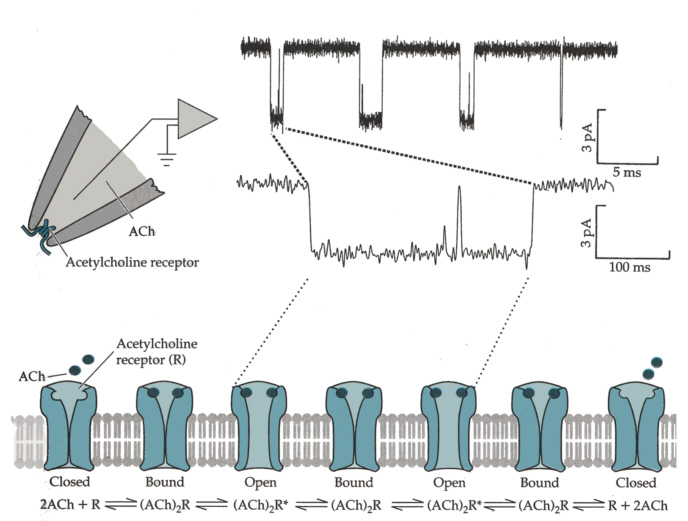 3 pA
5 ms
ACh
Acetylcholine receptor
3 pA
100 ms
Acetylcholine
receptor (R)
ACh
Closed
Bound
Open
Bound
Open
Bound
Closed
2ACh + R ⇌ (ACh)₂R ⇌ (ACh)₂R* ⇌ (ACh)₂R ⇌ (ACh)₂R* ⇌ (ACh)₂R ⇌ R + 2ACh